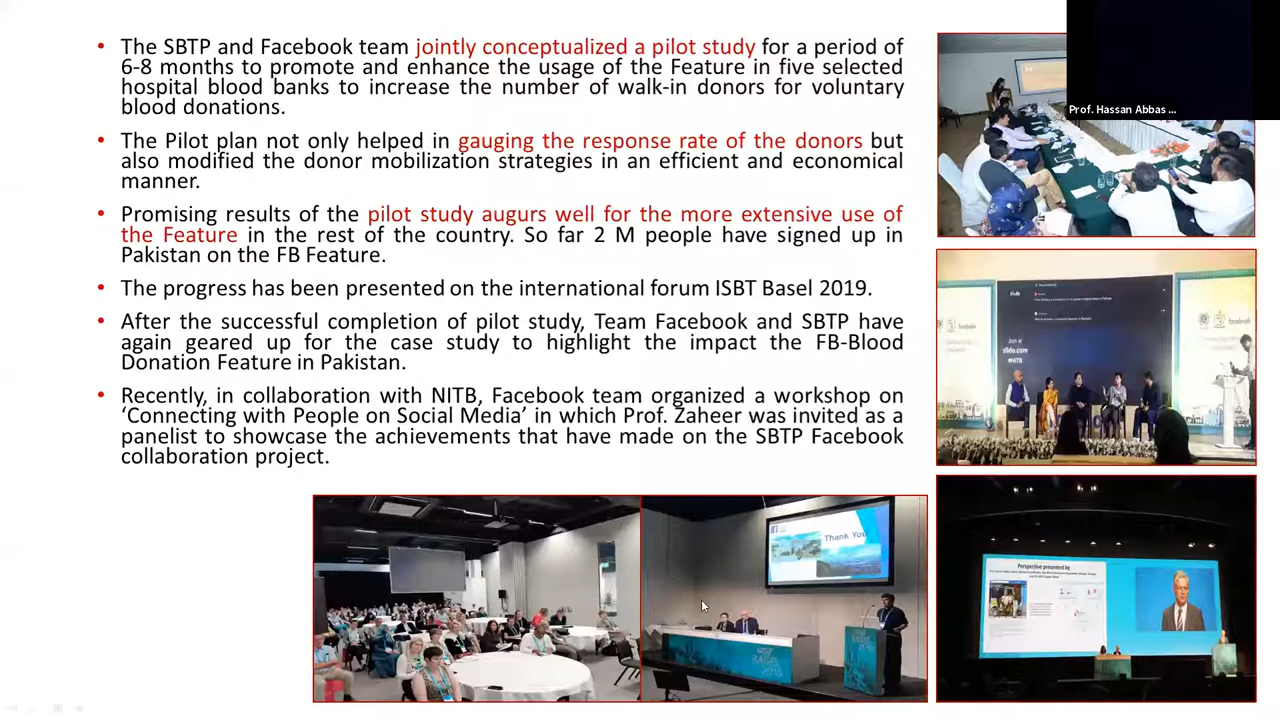 • The SBTP and Facebook team jointly conceptualized a pilot study for a period of
6-8 months to promote and enhance the usage of the Feature in five selected
hospital blood banks to increase the number of walk-in donors for voluntary
blood donations.
• The Pilot plan not only helped in gauging the response rate of the donors but
also modified the donor mobilization strategies in an efficient and economical
manner.
• Promising results of the pilot study augurs well for the more extensive use of
the Feature in the rest of the country. So far 2 M people have signed up in
Pakistan on the FB Feature.
• The progress has been presented on the international forum ISBT Basel 2019.
• After the successful completion of pilot study, Team Facebook and SBTP have
again geared up for the case study to highlight the impact the FB-Blood
Donation Feature in Pakistan.
• Recently, in collaboration with NITB, Facebook team organized a workshop on
‘Connecting with People on Social Media’ in which Prof. Zaheer was invited as a
panelist to showcase the achievements that have made on the SBTP Facebook
collaboration project.
Prof. Hassan Abbas ...
slido
facebook
facebook
JOIN AT
slido.com
#NITB
Thank You
Perspective presented by